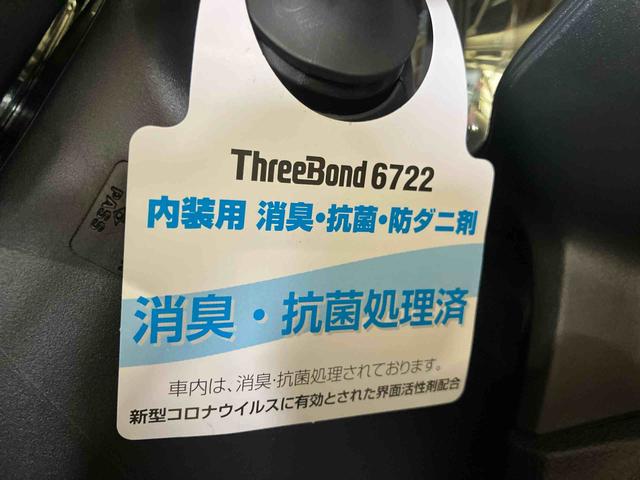 ThreeBond 6722
内装用 消臭・抗菌・防ダニ剤
消臭・抗菌処理済
車内は、消臭・抗菌処理されております。
新型コロナウイルスに有効とされた界面活性剤配合
PASS